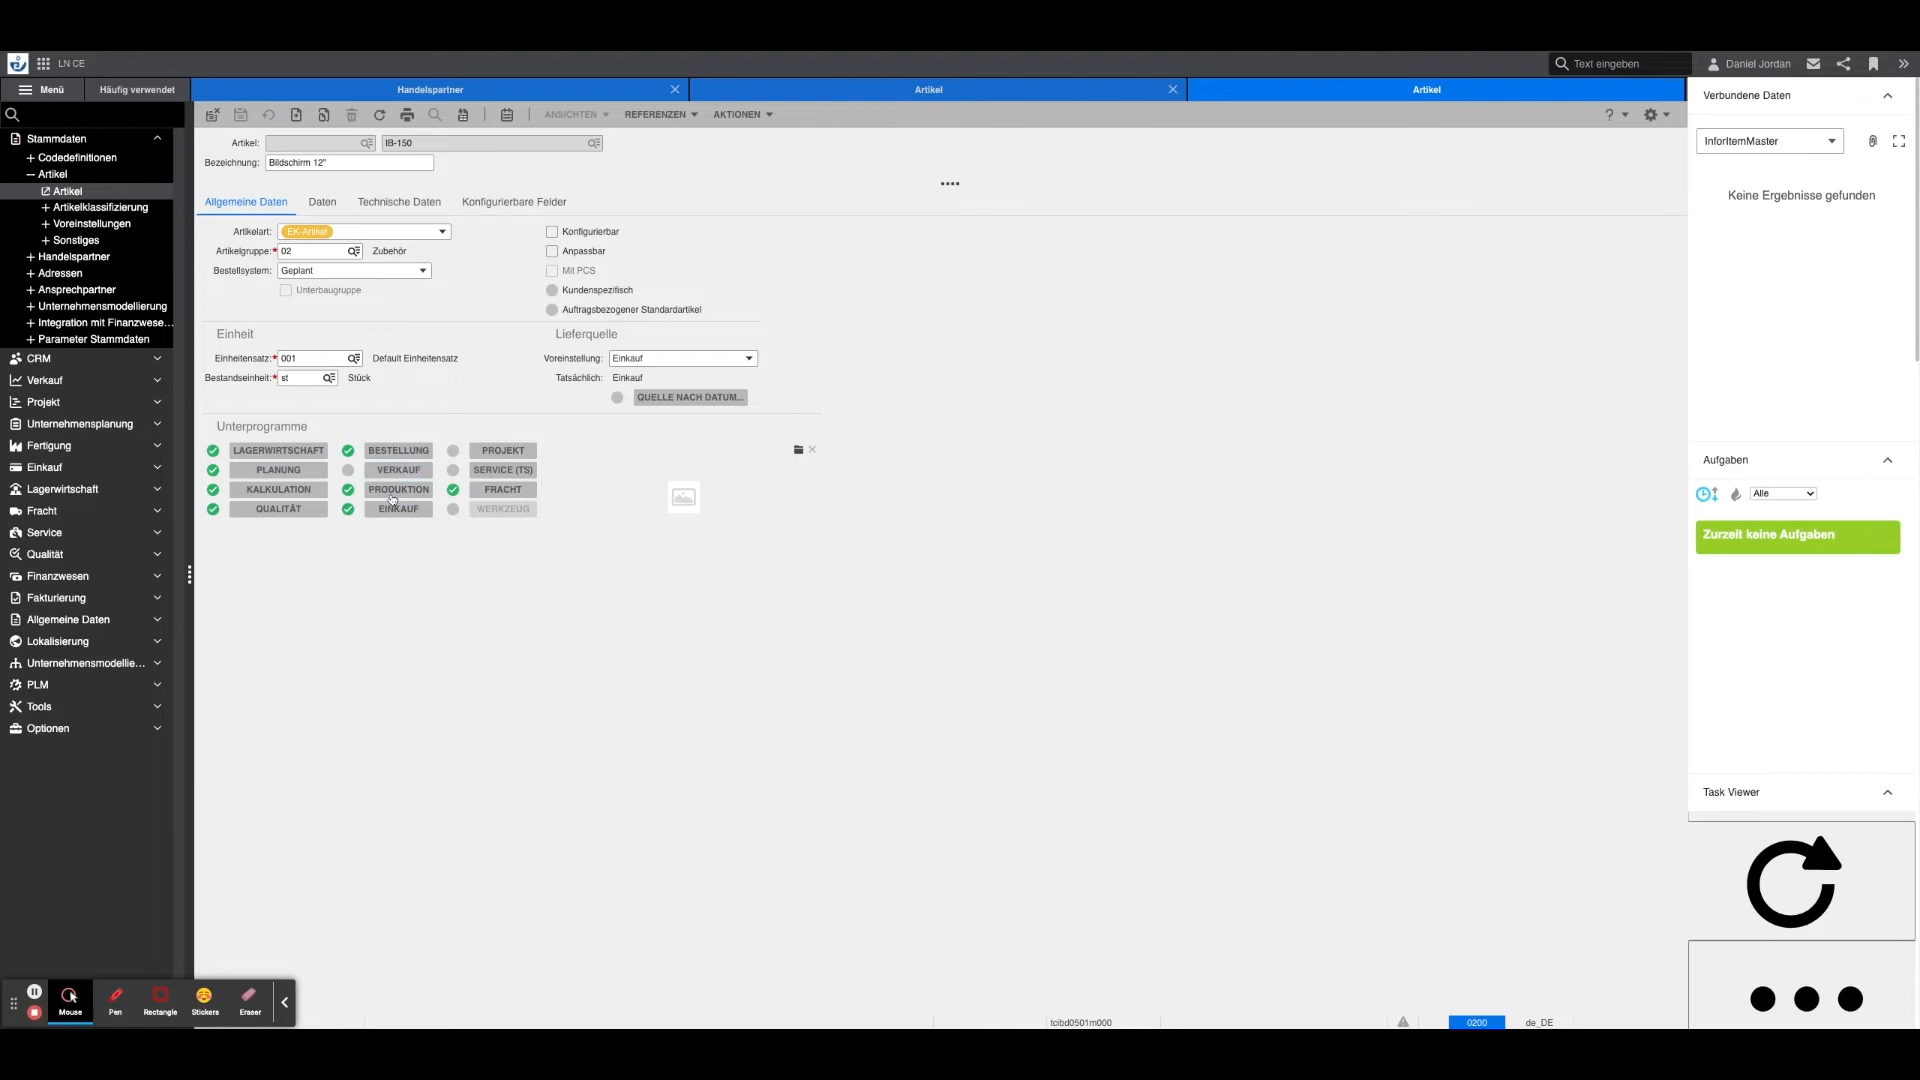 LN CE
Text eingeben
Daniel Jordan
Menü
Häufig verwendet
Handelspartner
Artikel
Artikel
ANSICHTEN
REFERENZEN
AKTIONEN
?
Stammdaten
+ Codedefinitionen
– Artikel
Artikel
+ Artikelklassifizierung
+ Voreinstellungen
+ Sonstiges
+ Handelspartner
+ Adressen
+ Ansprechpartner
+ Unternehmensmodellierung
+ Integration mit Finanzwese...
+ Parameter Stammdaten
CRM
Verkauf
Projekt
Unternehmensplanung
Fertigung
Einkauf
Lagerwirtschaft
Fracht
Service
Qualität
Finanzwesen
Fakturierung
Allgemeine Daten
Lokalisierung
Unternehmensmodellie...
PLM
Tools
Optionen
Artikel: IB-150
Bezeichnung: Bildschirm 12"
Allgemeine Daten
Daten
Technische Daten
Konfigurierbare Felder
Artikelart: EK-Artikel
Artikelgruppe:* 02 Zubehör
Bestellsystem: Geplant
Unterbaugruppe
Konfigurierbar
Anpassbar
Mit PCS
Kundenspezifisch
Auftragsbezogener Standardartikel
Einheit
Einheitensatz:* 001 Default Einheitensatz
Bestandseinheit:* st Stück
Lieferquelle
Voreinstellung: Einkauf
Tatsächlich: Einkauf
QUELLE NACH DATUM...
Unterprogramme
LAGERWIRTSCHAFT BESTELLUNG PROJEKT
PLANUNG VERKAUF SERVICE (TS)
KALKULATION PRODUKTION FRACHT
QUALITÄT EINKAUF WERKZEUG
Verbundene Daten
InforItemMaster
Keine Ergebnisse gefunden
Aufgaben
Alle
Zurzeit keine Aufgaben
Task Viewer
Mouse
Pen
Rectangle
Stickers
Eraser
tcibd0501m000
0200
de_DE